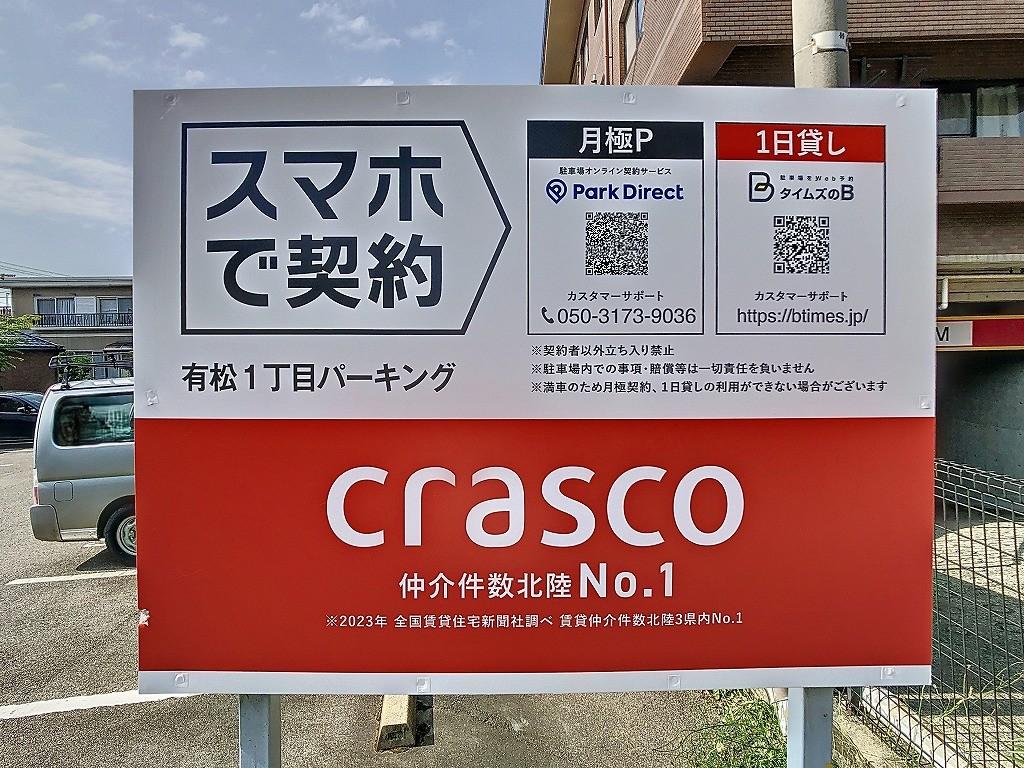 スマホ
で契約
有松1丁目パーキング
月極P
駐車場オンライン契約サービス
Park Direct
カスタマーサポート
050-3173-9036
1日貸し
駐車場をWeb予約
タイムズのB
カスタマーサポート
https://btimes.jp/
※契約者以外立ち入り禁止
※駐車場内での事項・賠償等は一切責任を負いません
※満車のため月極契約、1日貸しの利用ができない場合がございます
crasco
仲介件数北陸No.1
※2023年 全国賃貸住宅新聞社調べ 賃貸仲介件数北陸3県内No.1
M